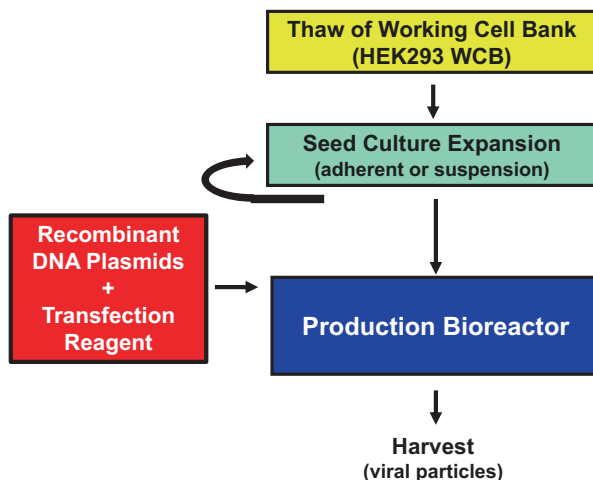 Thaw of Working Cell Bank
(HEK293 WCB)
Seed Culture Expansion
(adherent or suspension)
Recombinant
DNA Plasmids
+
Transfection
Reagent
Production Bioreactor
Harvest
(viral particles)